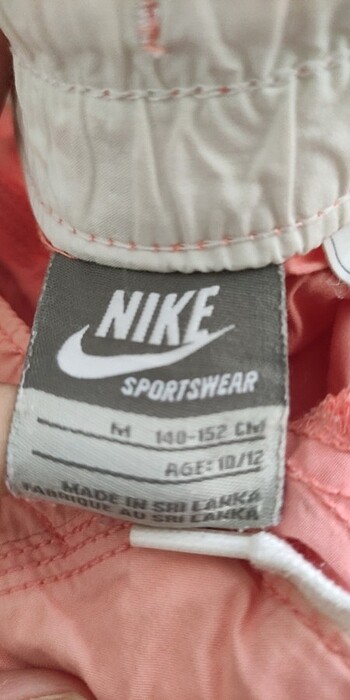 NIKE
SPORTSWEAR
M 140-152 CM
AGE: 10/12
MADE IN SRI LANKA
FABRIQUE AU SRI LANKA